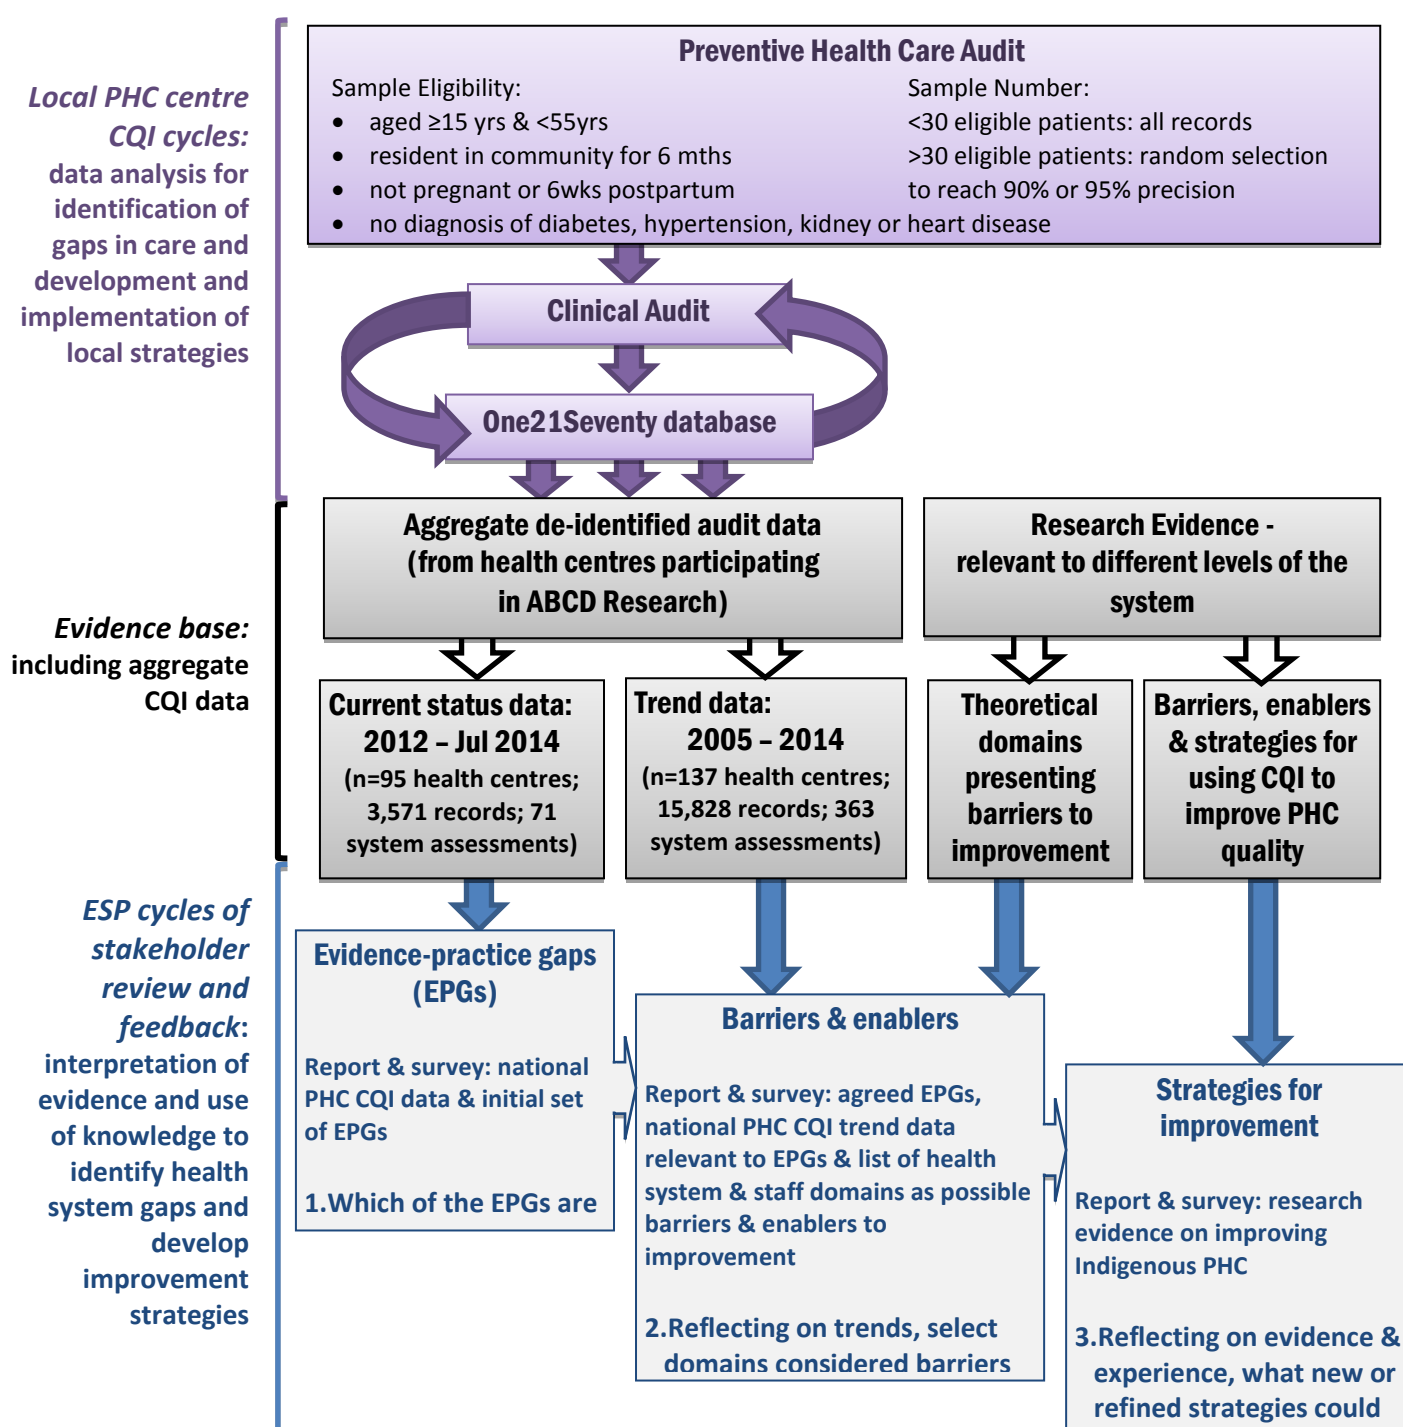 Preventive Health Care Audit
Sample Eligibility:
• aged ≥15 yrs & <55yrs
• resident in community for 6 mths
• not pregnant or 6wks postpartum
• no diagnosis of diabetes, hypertension, kidney or heart disease
Sample Number:
<30 eligible patients: all records
>30 eligible patients: random selection
to reach 90% or 95% precision
Local PHC centre
CQI cycles:
data analysis for
identification of
gaps in care and
development and
implementation of
local strategies
Clinical Audit
One21Seventy database
Evidence base:
including aggregate
CQI data
Aggregate de-identified audit data
(from health centres participating
in ABCD Research)
Research Evidence -
relevant to different levels of the
system
Current status data:
2012 – Jul 2014
(n=95 health centres;
3,571 records; 71
system assessments)
Trend data:
2005 – 2014
(n=137 health centres;
15,828 records; 363
system assessments)
Theoretical
domains
presenting
barriers to
improvement
Barriers, enablers
& strategies for
using CQI to
improve PHC
quality
ESP cycles of
stakeholder
review and
feedback:
interpretation of
evidence and use
of knowledge to
identify health
system gaps and
develop
improvement
strategies
Evidence-practice gaps
(EPGs)
Report & survey: national
PHC CQI data & initial set
of EPGs
1.Which of the EPGs are
Barriers & enablers
Report & survey: agreed EPGs,
national PHC CQI trend data
relevant to EPGs & list of health
system & staff domains as possible
barriers & enablers to
improvement
2.Reflecting on trends, select
domains considered barriers
Strategies for
improvement
Report & survey: research
evidence on improving
Indigenous PHC
3.Reflecting on evidence &
experience, what new or
refined strategies could